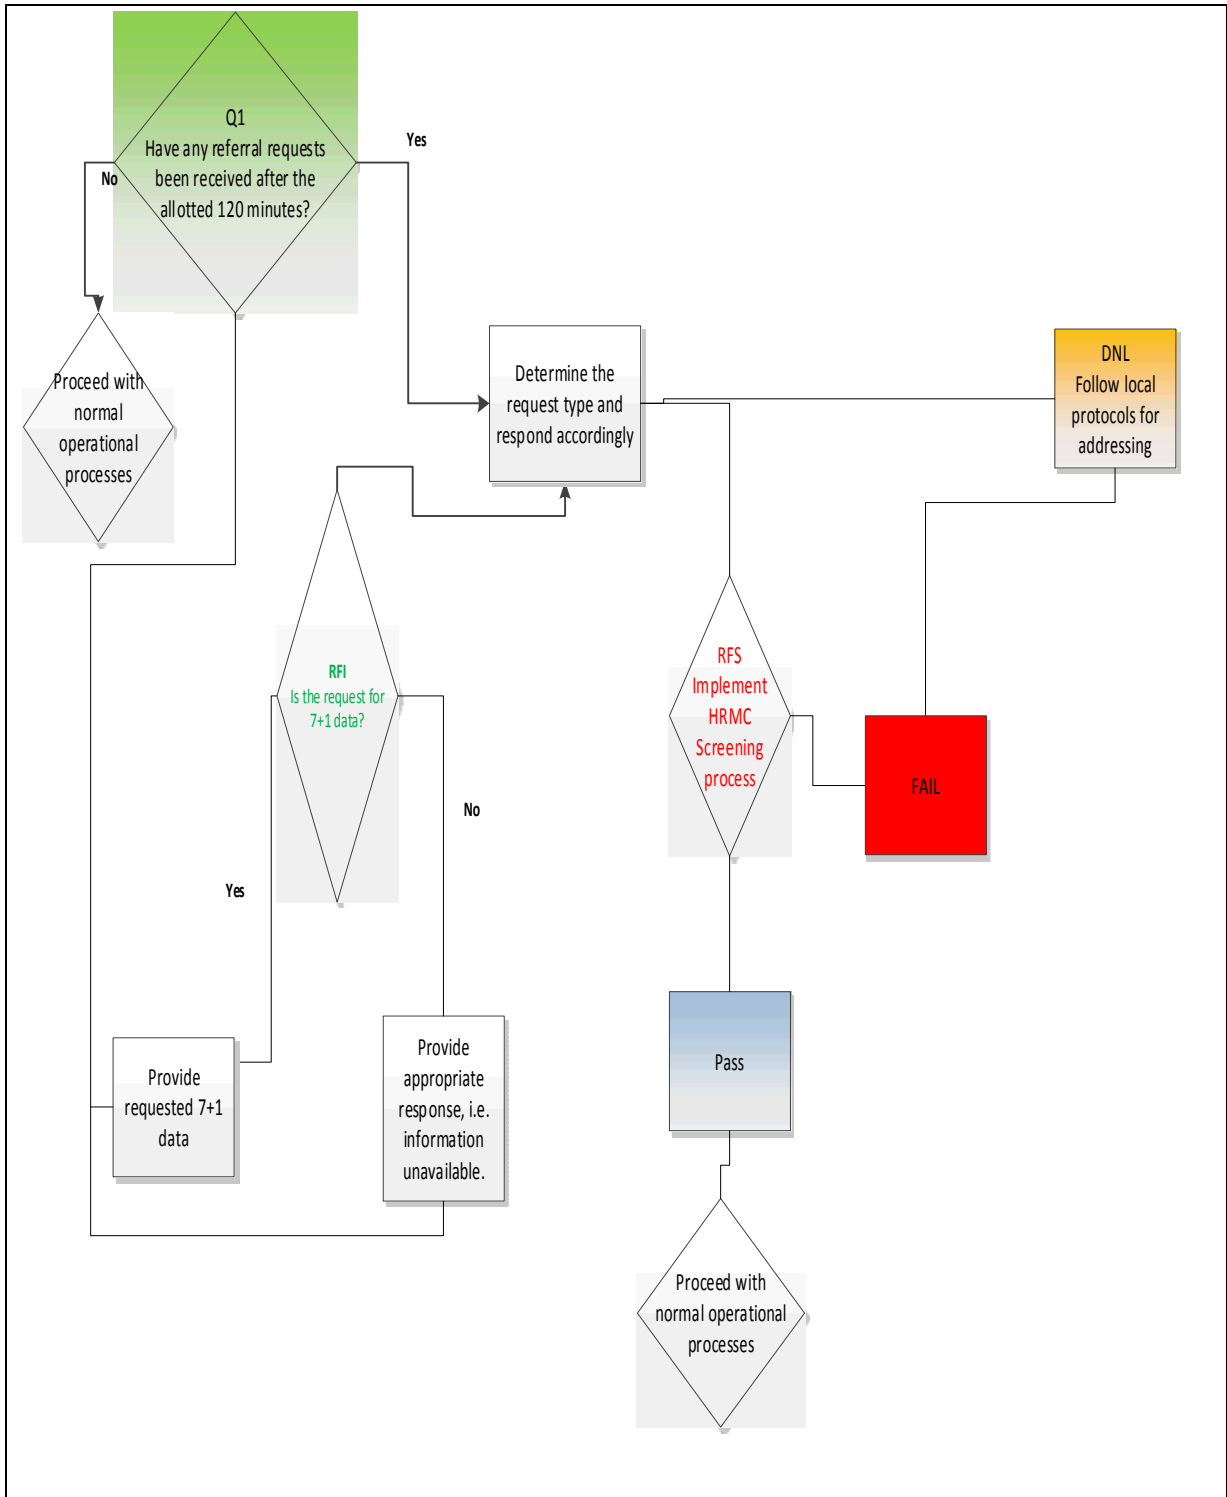 Q1
Have any referral requests
been received after the
allotted 120 minutes?
Yes
No
Proceed with
normal
operational
processes
Determine the
request type and
respond accordingly
DNL
Follow local
protocols for
addressing
RFI
Is the request for
7+1 data?
RFS
Implement
HRMC
Screening
process
FAIL
No
Yes
Provide
requested 7+1
data
Provide
appropriate
response, i.e.
information
unavailable.
Pass
Proceed with
normal operational
processes